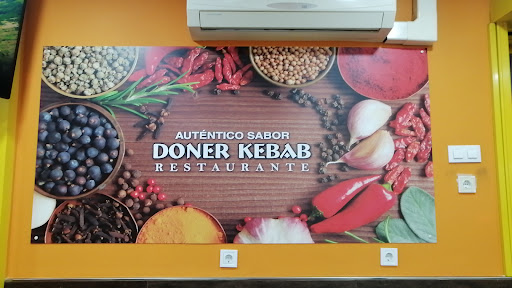 AUTÉNTICO SABOR
DONER KEBAB
RESTAURANTE